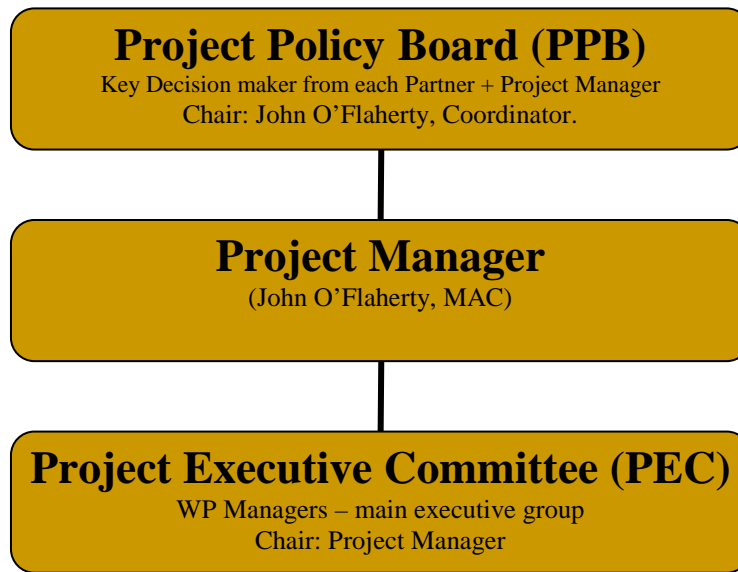 Project Policy Board (PPB)
Key Decision maker from each Partner + Project Manager
Chair: John O’Flaherty, Coordinator.
Project Manager
(John O’Flaherty, MAC)
Project Executive Committee (PEC)
WP Managers – main executive group
Chair: Project Manager